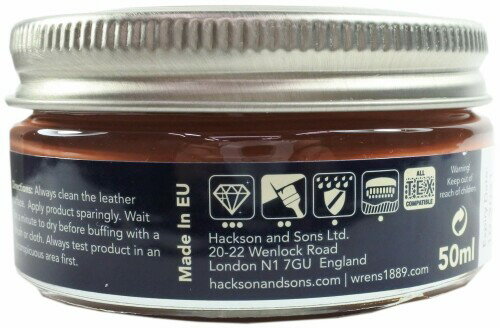 Directions: Always clean the leather
Apply product sparingly. Wait
minute to dry before buffing with a
or cloth. Always test product in an
area first.
Made In EU
Hackson and Sons Ltd.
20-22 Wenlock Road
London N1 7GU England
hacksonandsons.com wrens1889.com
ALL
TEX
COMPATIBLE
Warning!
Keep out of
reach of children.
50ml